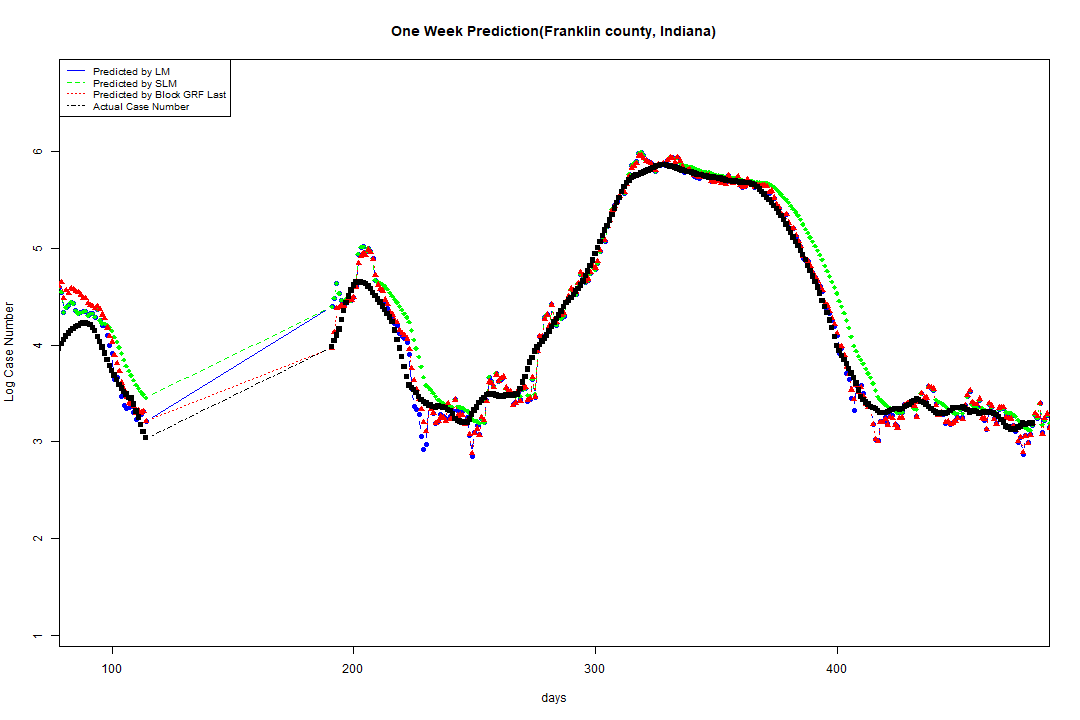 One Week Prediction(Franklin county, Indiana)
Predicted by LM
Predicted by SLM
Predicted by Block GRF Last
Actual Case Number
6
5
4
3
2
1
Log Case Number
100 200 300 400
days